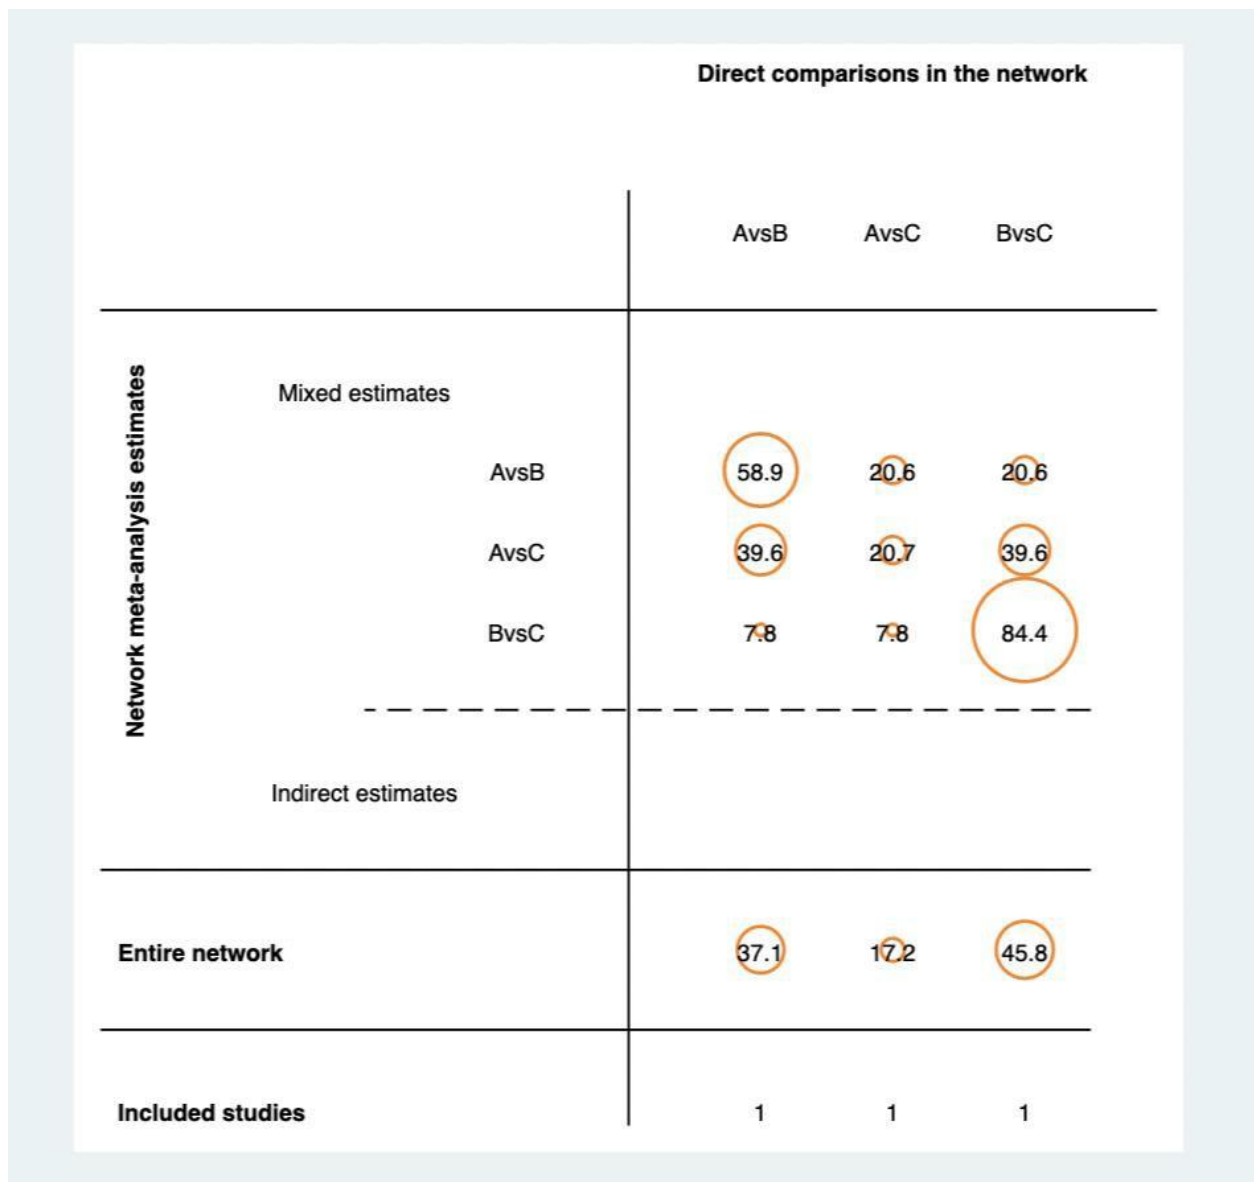 Direct comparisons in the network
AvsB AvsC BvsC
Network meta-analysis estimates
Mixed estimates
AvsB 58.9 20.6 20.6
AvsC 39.6 20.7 39.6
BvsC 7.8 7.8 84.4
Indirect estimates
Entire network 37.1 17.2 45.8
Included studies 1 1 1